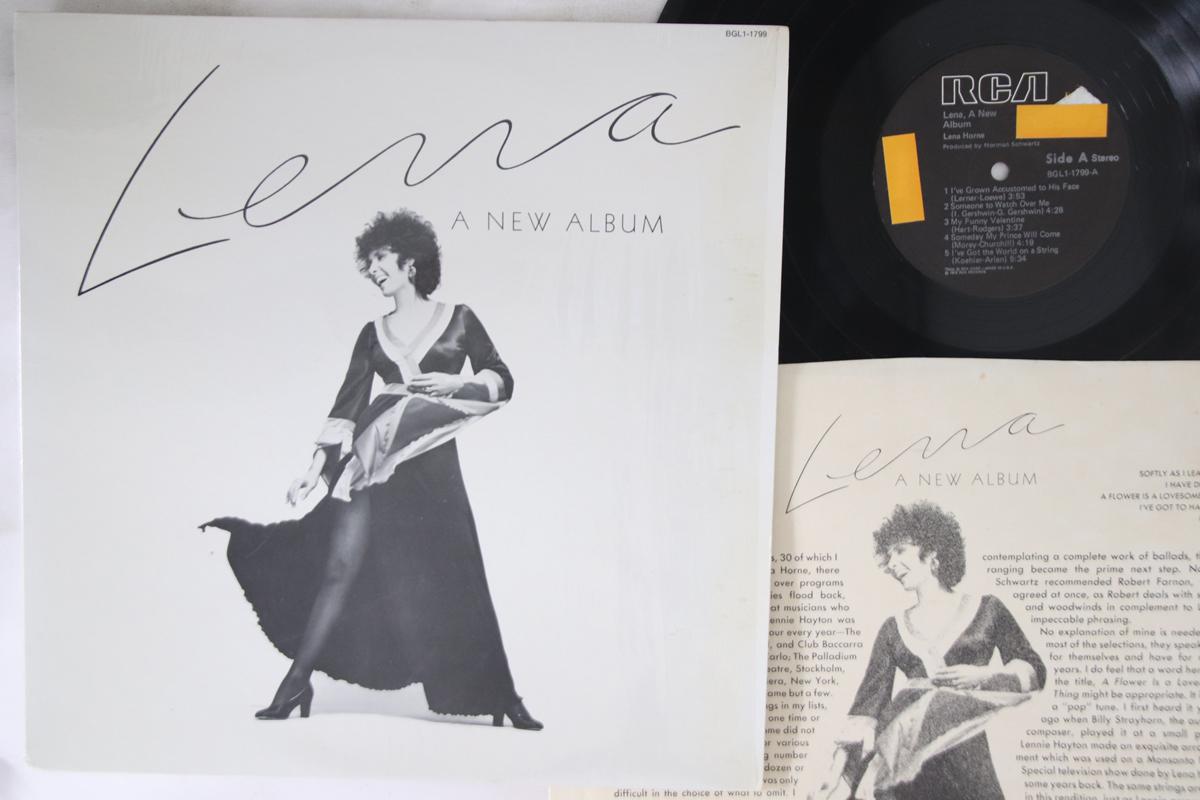 BGL1-1799
Lena
A NEW ALBUM
RCA
Lena, A New
Album
Lena Horne
Produced by Norman Schwartz
Side A Stereo
BGL1-1799-A
1 I've Grown Accustomed to His Face
(Lerner-Loewe) 3:53
2 Someone to Watch Over Me
(I. Gershwin-G. Gershwin) 4:28
3 My Funny Valentine
(Hart-Rodgers) 3:37
4 Someday My Prince Will Come
(Morey-Churchill) 4:19
5 I've Got the World on a String
(Koehler-Arlen) 5:34
Lena
A NEW ALBUM
SOFTLY AS I LEA
I HAVE D
A FLOWER IS A LOVESOME
I'VE GOT TO HA
s, 30 of which I
Horne, there
over programs
ies flood back,
at musicians who
ennie Hayton was
our every year—The
, and Club Baccarra
arlo; The Palladium
eatre, Stockholm,
era, New York,
ame but a few.
gs in my lists,
one time or
me did not
or various
g number
dozen or
was only
difficult in the choice of what to omit. I
contemplating a complete work of ballads, t
ranging became the prime next step. No
Schwartz recommended Robert Farnon,
agreed at once, as Robert deals with s
and woodwinds in complement to L
impeccable phrasing.
No explanation of mine is neede
most of the selections, they speak
for themselves and have for
years. I do feel that a word her
the title, A Flower is a Love
Thing might be appropriate. It
a "pop" tune. I first heard it y
ago when Billy Strayhorn, the au
composer, played it at a small p
Lennie Hayton made an exquisite arra
ment which was used on a Monsanto
Special television show done by Lena
some years back. The same strings or
in this rendition, just as